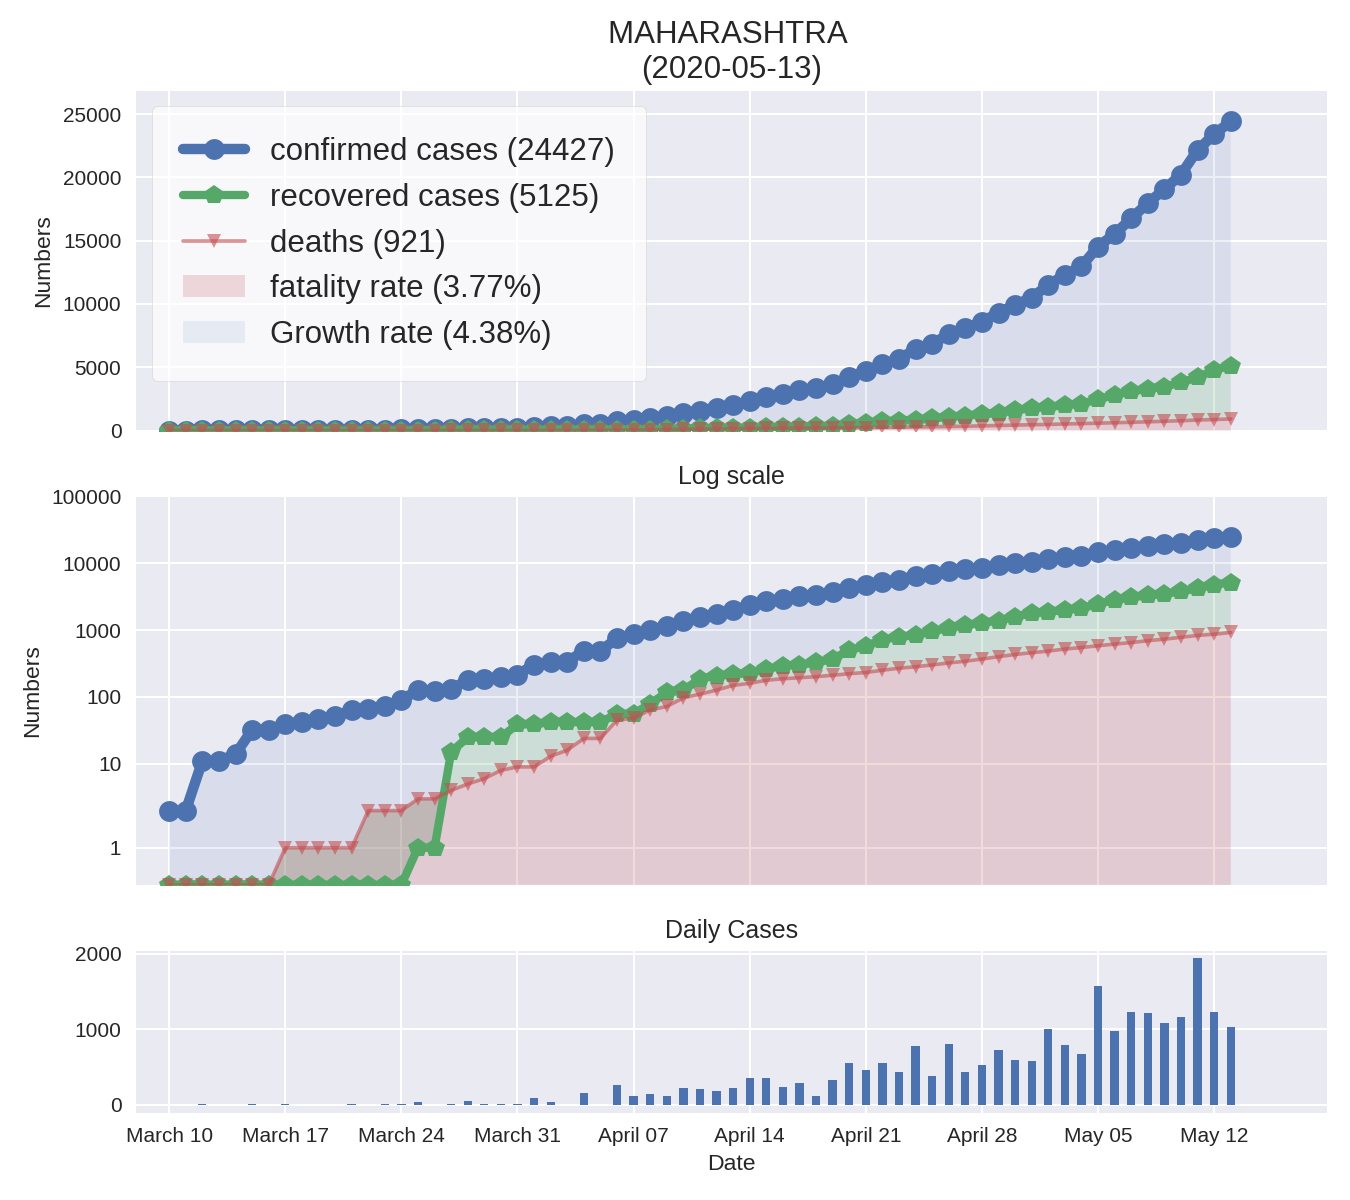 MAHARASHTRA
(2020-05-13)
25000
20000
15000
10000
5000
0
Numbers
confirmed cases (24427)
recovered cases (5125)
deaths (921)
fatality rate (3.77%)
Growth rate (4.38%)
Log scale
100000
10000
1000
100
10
1
Numbers
Daily Cases
2000
1000
0
March 10 March 17 March 24 March 31 April 07 April 14 April 21 April 28 May 05 May 12
Date